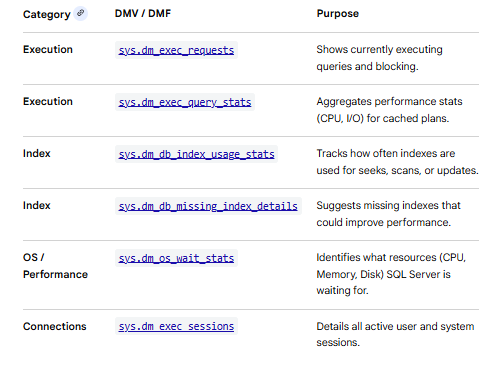 Category DMV / DMF Purpose
Execution sys.dm_exec_requests Shows currently executing
queries and blocking.
Execution sys.dm_exec_query_stats Aggregates performance stats
(CPU, I/O) for cached plans.
Index sys.dm_db_index_usage_stats Tracks how often indexes are
used for seeks, scans, or updates.
Index sys.dm_db_missing_index_details Suggests missing indexes that
could improve performance.
OS / sys.dm_os_wait_stats Identifies what resources (CPU,
Performance Memory, Disk) SQL Server is
waiting for.
Connections sys.dm_exec_sessions Details all active user and system
sessions.